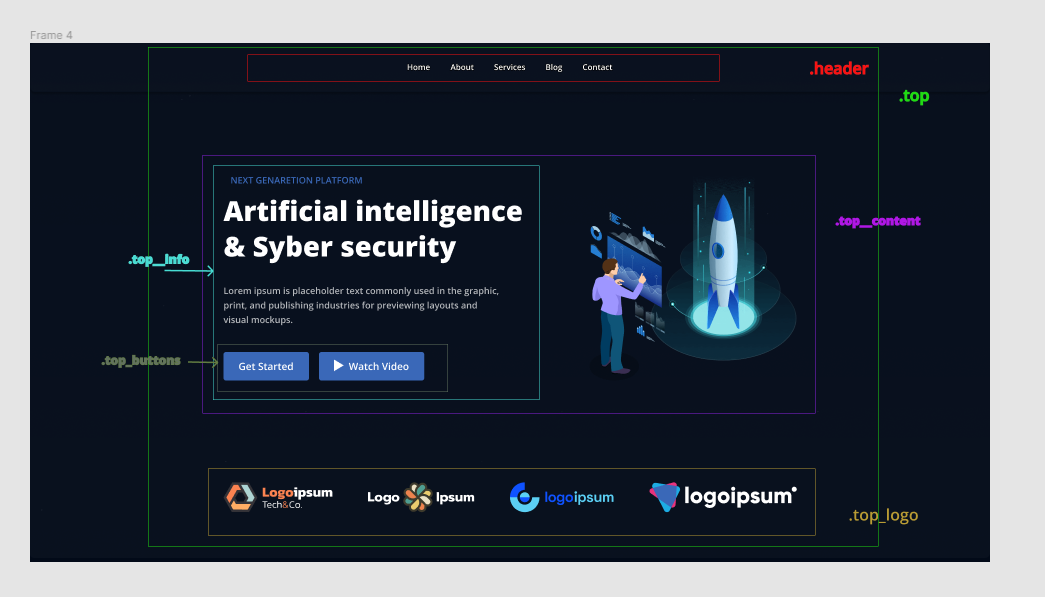 Frame 4
Home About Services Blog Contact
.header
.top
NEXT GENARETION PLATFORM
Artificial intelligence
& Syber security
.top__content
.top__info
Lorem ipsum is placeholder text commonly used in the graphic,
print, and publishing industries for previewing layouts and
visual mockups.
.top_buttons
Get Started Watch Video
Logoipsum
Tech&Co.
Logo Ipsum
logoipsum
logoipsum
.top_logo